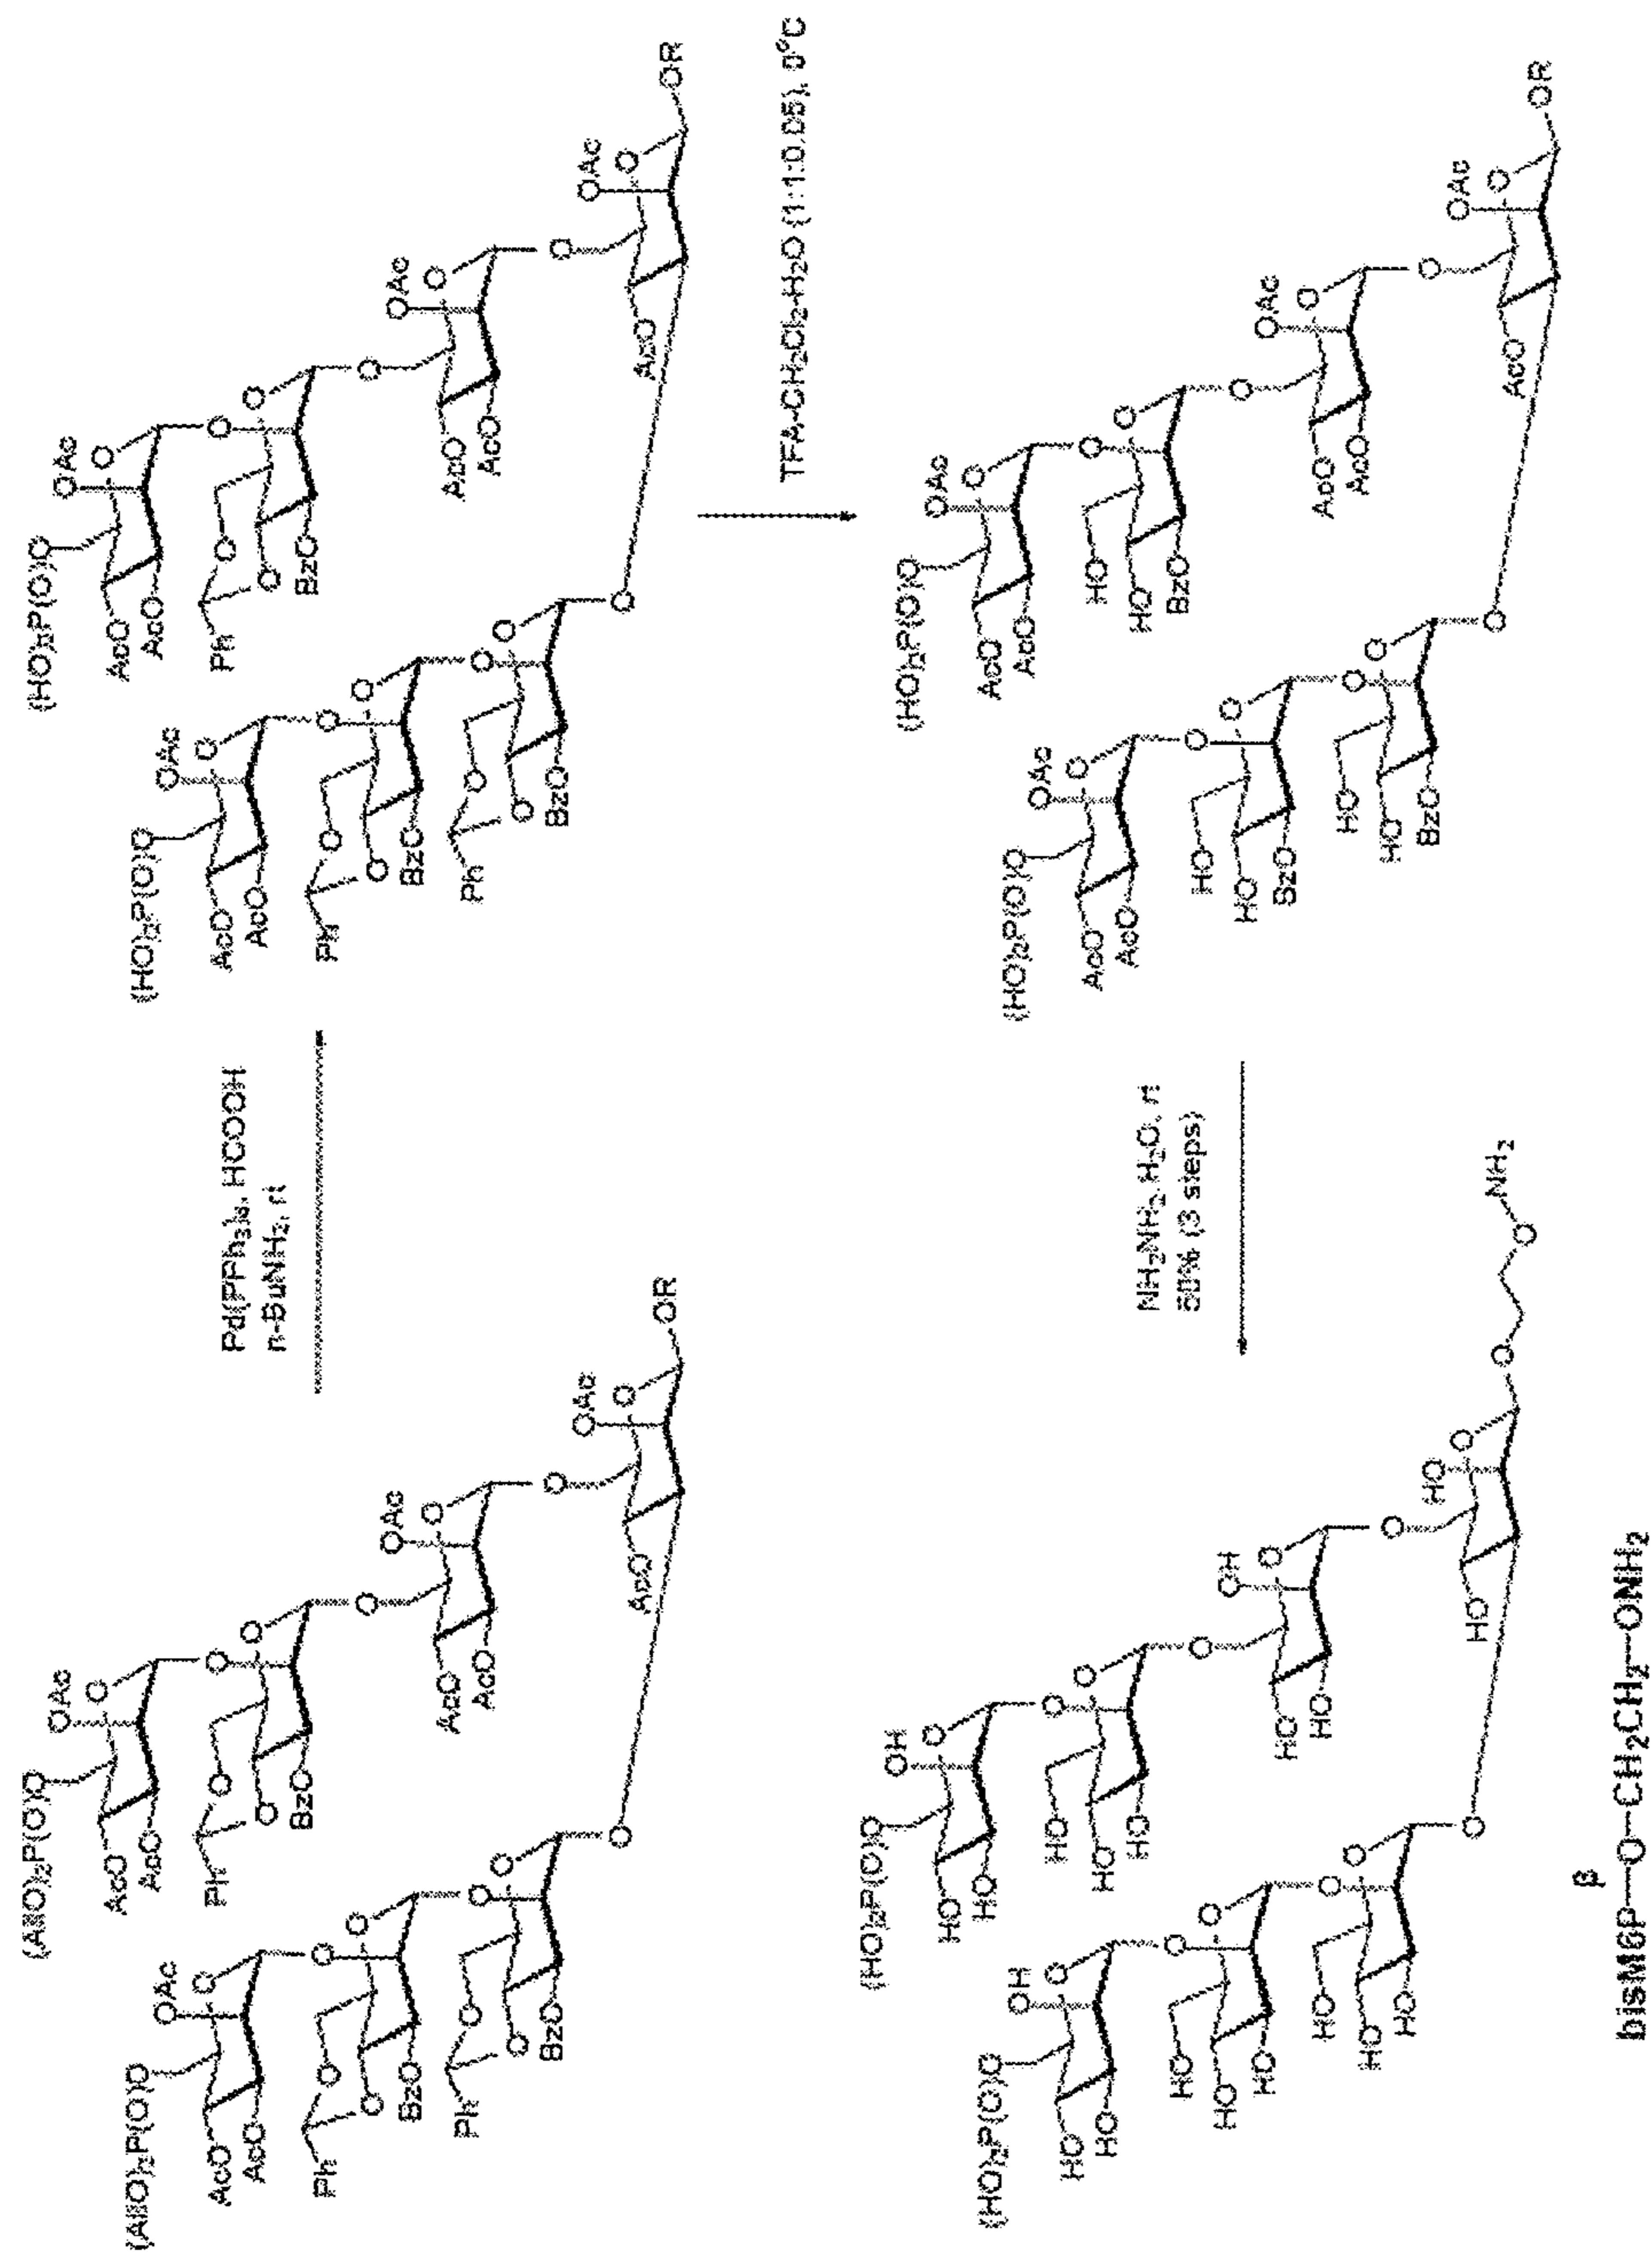 (AllO)₂P(O)O
OAc
AcO
(AllO)₂P(O)O
AcO
OAc
Ph
AcO
AcO
BzO
Ph
OAc
BzO
AcO
Ph
AcO
BzO
OAc
AcO
OR
Pd(PPh₃)₄, HCOOH
n-BuNH₂, rt
(HO)₂P(O)O
OAc
AcO
(HO)₂P(O)O
AcO
OAc
Ph
AcO
AcO
BzO
Ph
OAc
BzO
AcO
Ph
AcO
BzO
OAc
AcO
OR
TFA-CH₂Cl₂-H₂O (1:1:0.05), 0°C
(HO)₂P(O)O
OAc
AcO
(HO)₂P(O)O
AcO
OAc
HO
AcO
AcO
HO
BzO
HO
HO
OAc
BzO
AcO
HO
AcO
HO
BzO
OAc
AcO
OR
NH₂NH₂.H₂O, rt
(3 steps)
(HO)₂P(O)O
OH
HO
(HO)₂P(O)O
HO
OH
HO
HO
HO
HO
HO
HO
HO
OH
HO
HO
HO
HO
HO
HO
HO
HO
O
O
NH₂
β
bisM6P—O—CH₂CH₂—ONH₂